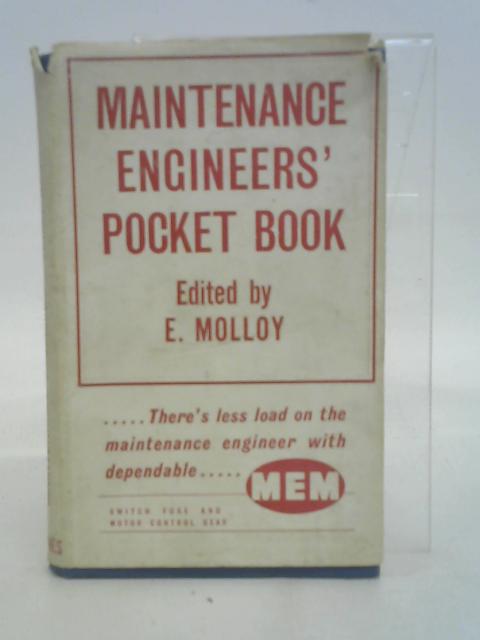 MAINTENANCE
ENGINEERS'
POCKET BOOK
Edited by
E. MOLLOY
.....There's less load on the
maintenance engineer with
dependable.....
MEM
SWITCH FUSE AND
MOTOR CONTROL GEAR